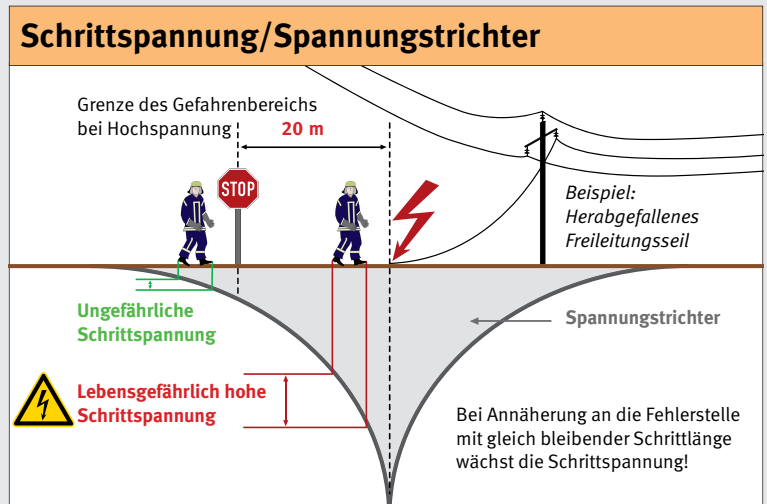 Schrittspannung/Spannungstrichter
Grenze des Gefahrenbereichs
bei Hochspannung
20 m
STOP
Beispiel:
Herabgefallenes
Freileitungsseil
Ungefährliche
Schrittspannung
Spannungstrichter
Lebensgefährlich hohe
Schrittspannung
Bei Annäherung an die Fehlerstelle
mit gleich bleibender Schrittlänge
wächst die Schrittspannung!